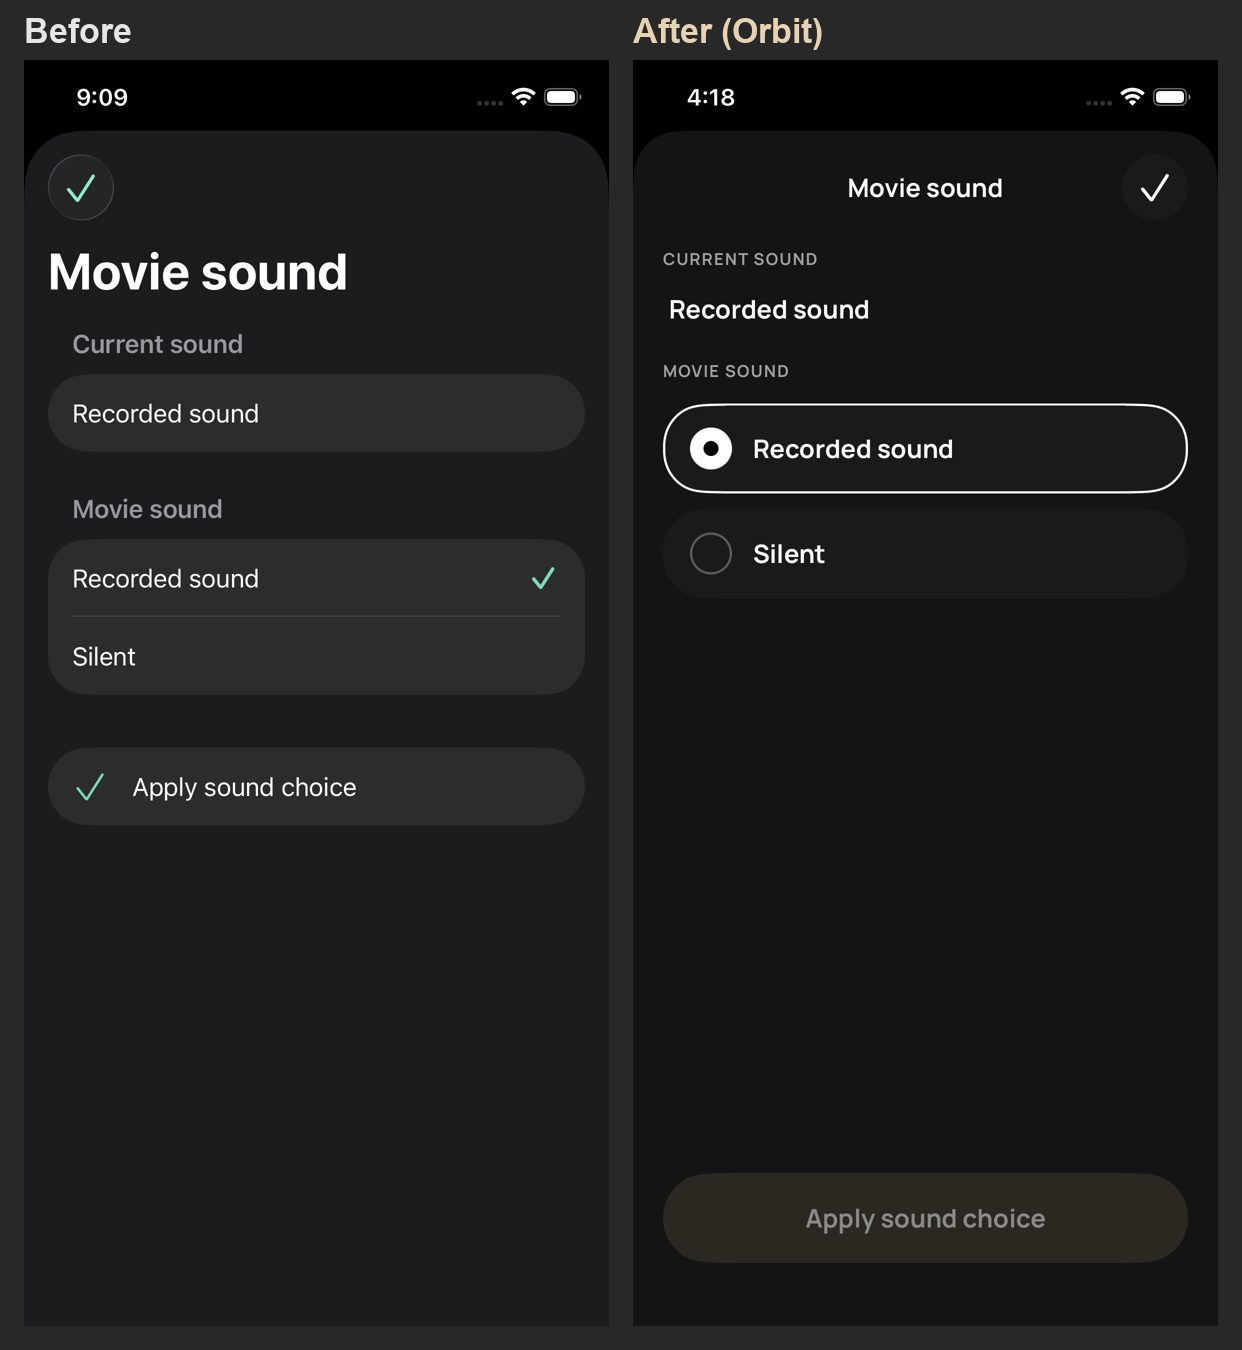 Before
9:09
Movie sound
Current sound
Recorded sound
Movie sound
Recorded sound
Silent
Apply sound choice
After (Orbit)
4:18
Movie sound
CURRENT SOUND
Recorded sound
MOVIE SOUND
Recorded sound
Silent
Apply sound choice